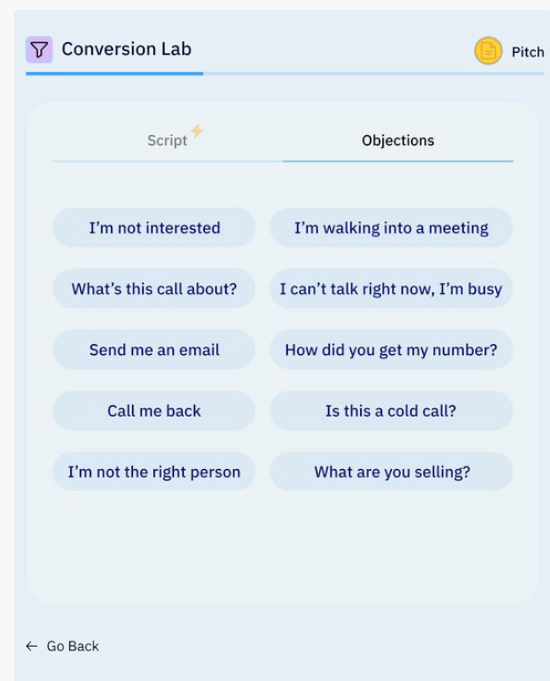 Conversion Lab
Pitch
Script
Objections
I’m not interested
I’m walking into a meeting
What’s this call about?
I can’t talk right now, I’m busy
Send me an email
How did you get my number?
Call me back
Is this a cold call?
I’m not the right person
What are you selling?
← Go Back